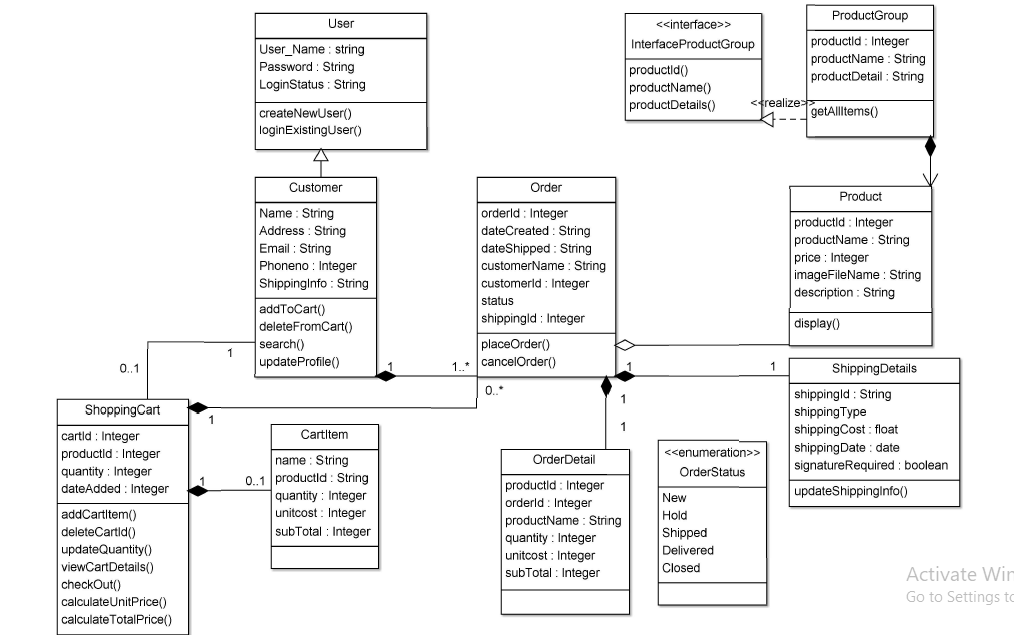 User
User_Name : string
Password : String
LoginStatus : String
createNewUser()
loginExistingUser()
<<interface>>
InterfaceProductGroup
productId()
productName()
productDetails()
<<realize>>
ProductGroup
productId : Integer
productName : String
productDetail : String
getAllItems()
Customer
Name : String
Address : String
Email : String
Phoneno : Integer
ShippingInfo : String
addToCart()
deleteFromCart()
search()
updateProfile()
Order
orderId : Integer
dateCreated : String
dateShipped : String
customerName : String
customerId : Integer
status
shippingId : Integer
placeOrder()
cancelOrder()
Product
productId : Integer
productName : String
price : Integer
imageFileName : String
description : String
display()
0..1
1
1
1..*
0..*
1
1
1
1
1
1
0..1
ShoppingCart
cartId : Integer
productId : Integer
quantity : Integer
dateAdded : Integer
addCartItem()
deleteCartId()
updateQuantity()
viewCartDetails()
checkOut()
calculateUnitPrice()
calculateTotalPrice()
CartItem
name : String
productId : String
quantity : Integer
unitcost : Integer
subTotal : Integer
OrderDetail
productId : Integer
orderId : Integer
productName : String
quantity : Integer
unitcost : Integer
subTotal : Integer
<<enumeration>>
OrderStatus
New
Hold
Shipped
Delivered
Closed
ShippingDetails
shippingId : String
shippingType
shippingCost : float
shippingDate : date
signatureRequired : boolean
updateShippingInfo()
Activate Win
Go to Settings to